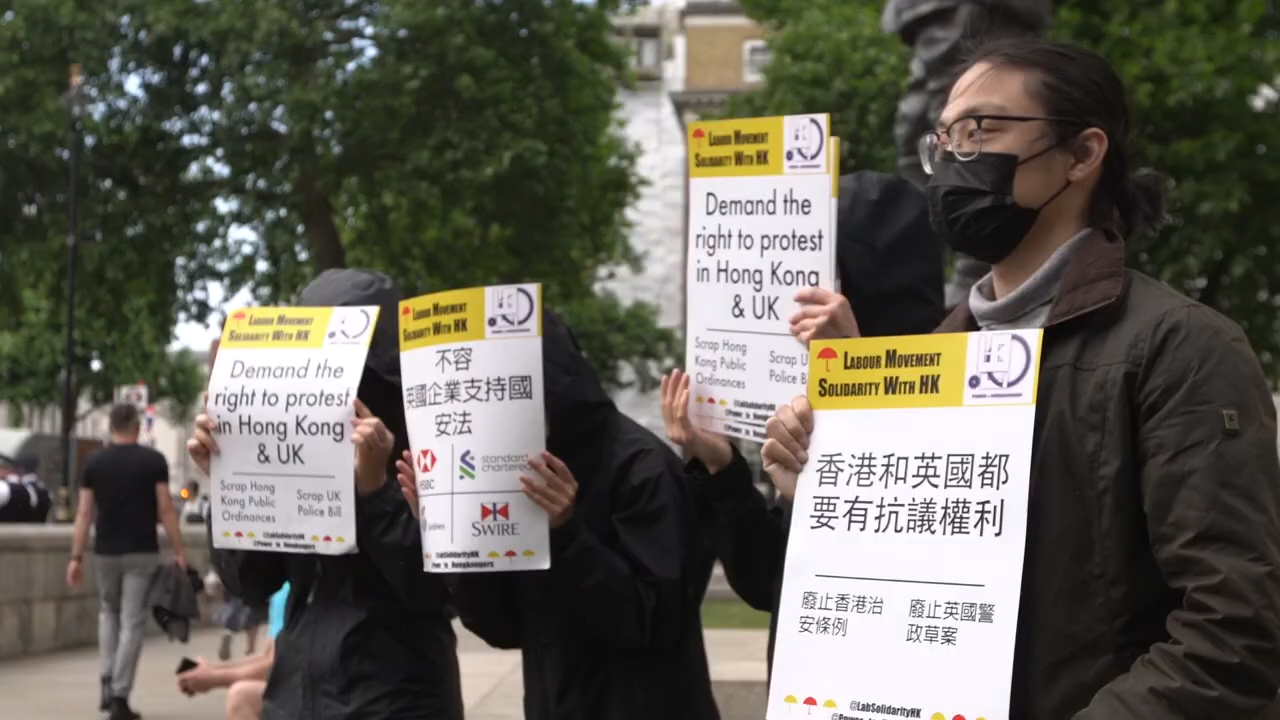 LABOUR MOVEMENT
SOLIDARITY WITH HK
Demand the
right to protest
in Hong Kong
& UK
Scrap Hong
Kong Public
Ordinances
Scrap UK
Police Bill
@LabSolidarityHK
LABOUR MOVEMENT
SOLIDARITY WITH HK
不容
英國企業支持國
安法
HSBC
standard
chartered
SWIRE
@LabSolidarityHK
LABOUR MOVEMENT
SOLIDARITY WITH HK
Demand the
right to protest
in Hong Kong
& UK
Scrap Hong
Kong Public
Ordinances
Scrap U
Police B
LABOUR MOVEMENT
SOLIDARITY WITH HK
香港和英國都
要有抗議權利
廢止香港治
安條例
廢止英國警
政草案
@LabSolidarityHK